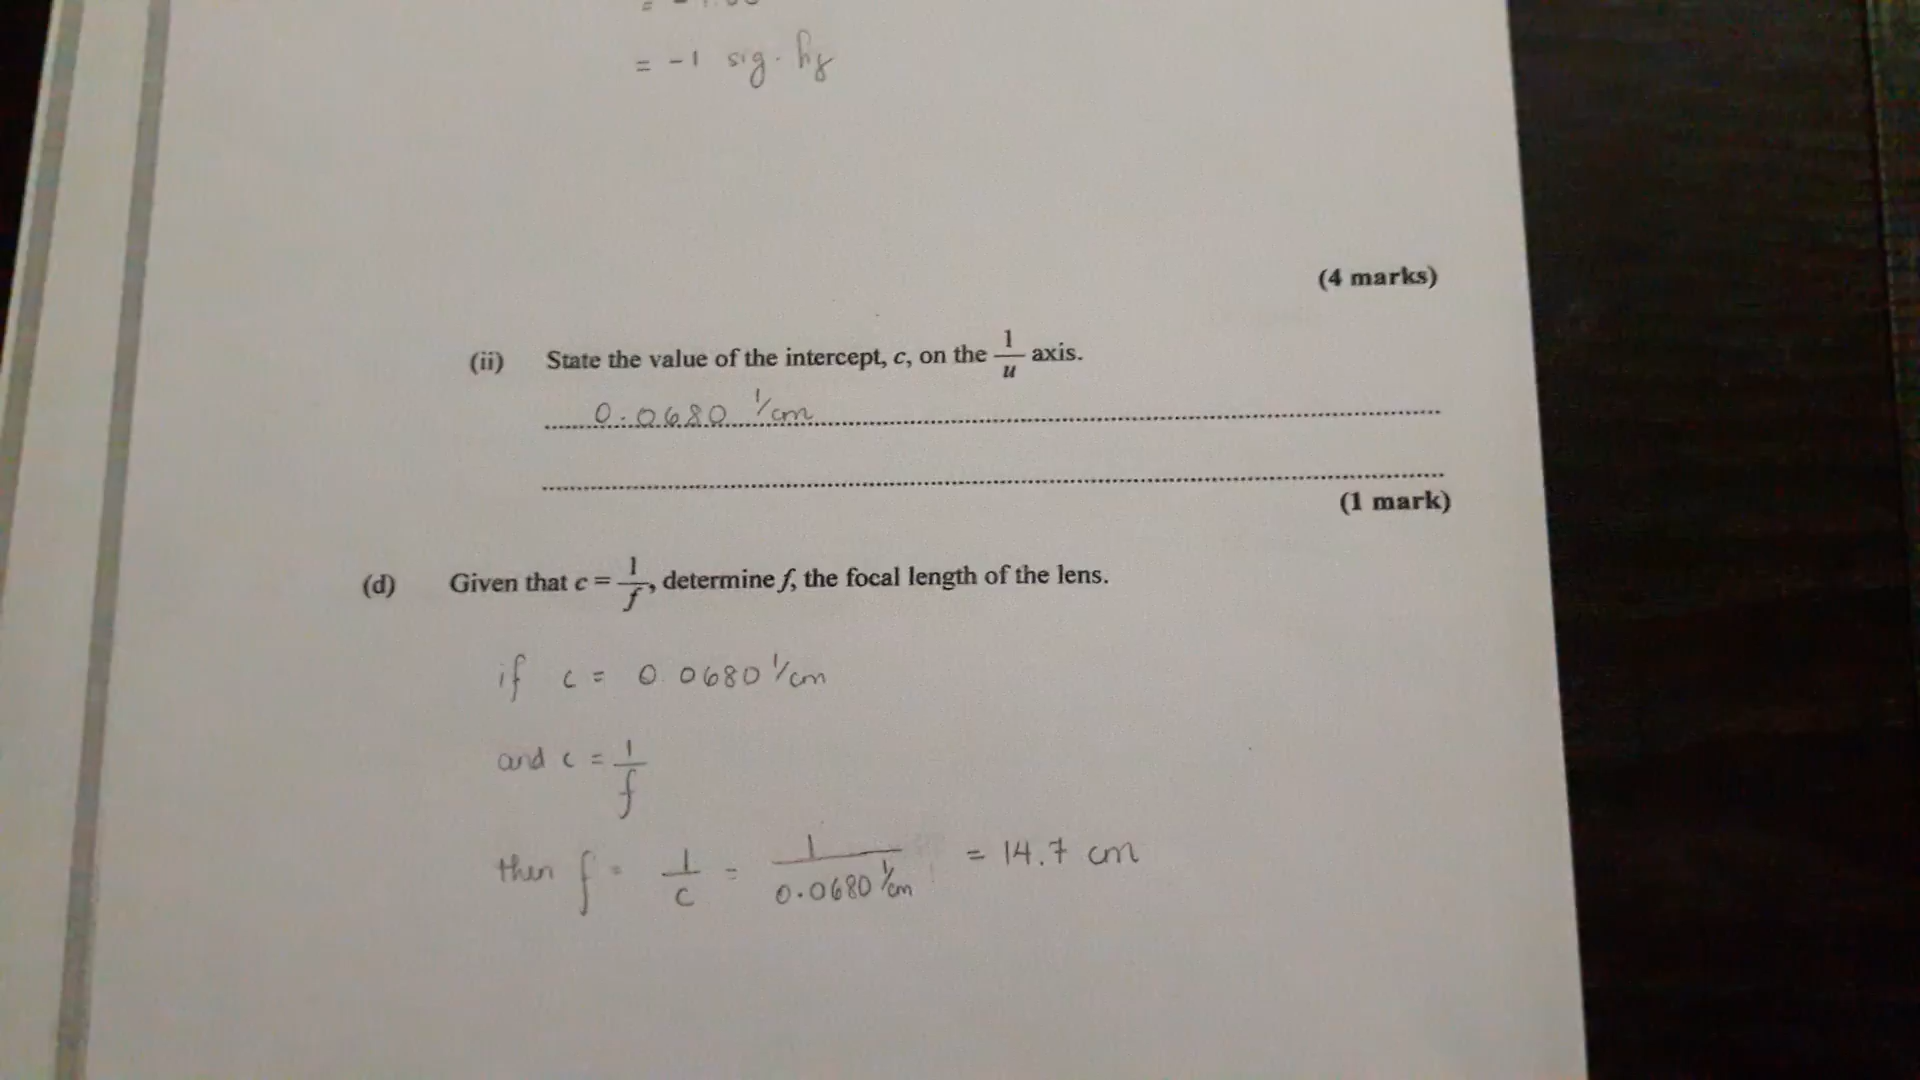 = -1 sig.
(4 marks)
(ii) State the value of the intercept, c, on the 1/u axis.
0.0680 1/cm
(1 mark)
(d) Given that c = 1/f, determine f, the focal length of the lens.
if c = 0.0680 1/cm
and c = 1/f
then f = 1/c = 1/0.0680 1/cm = 14.7 cm